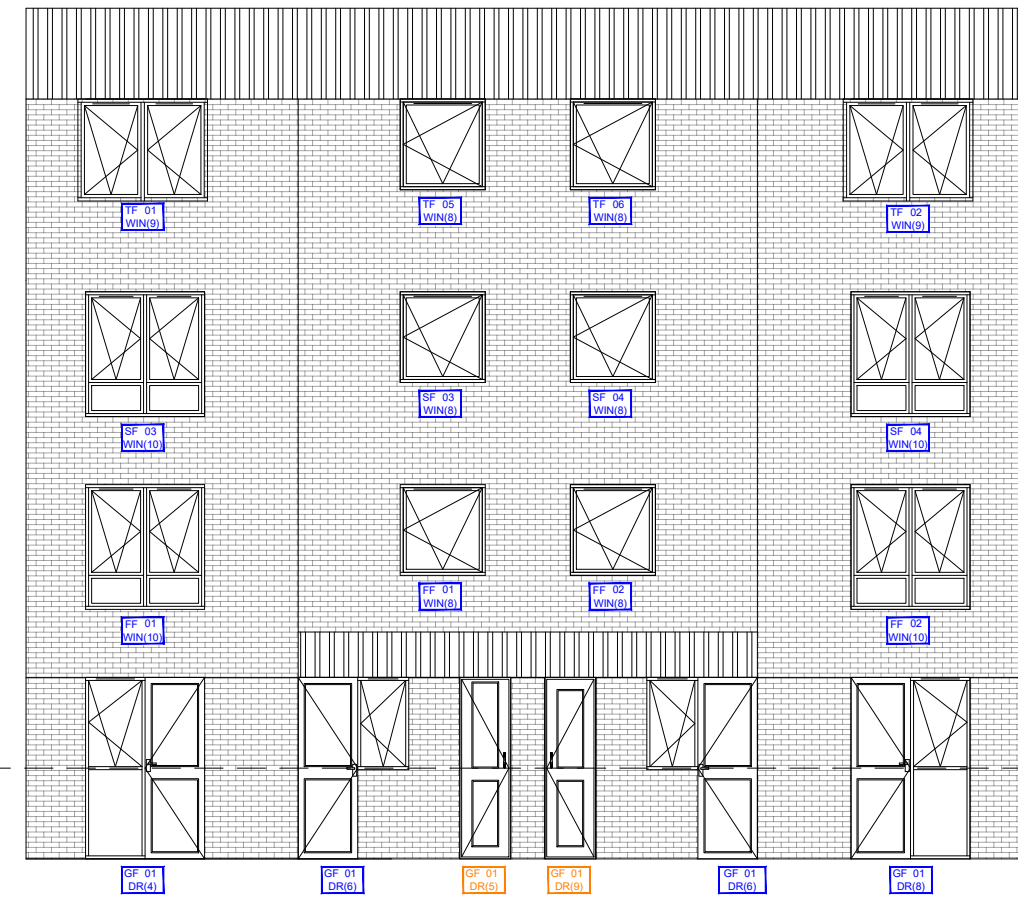 TF 01
WIN(9)
TF 05
WIN(8)
TF 06
WIN(8)
TF 02
WIN(9)
SF 03
WIN(10)
SF 03
WIN(8)
SF 04
WIN(8)
SF 04
WIN(10)
FF 01
WIN(10)
FF 01
WIN(8)
FF 02
WIN(8)
FF 02
WIN(10)
GF 01
DR(4)
GF 01
DR(6)
GF 01
DR(5)
GF 01
DR(9)
GF 01
DR(6)
GF 01
DR(8)